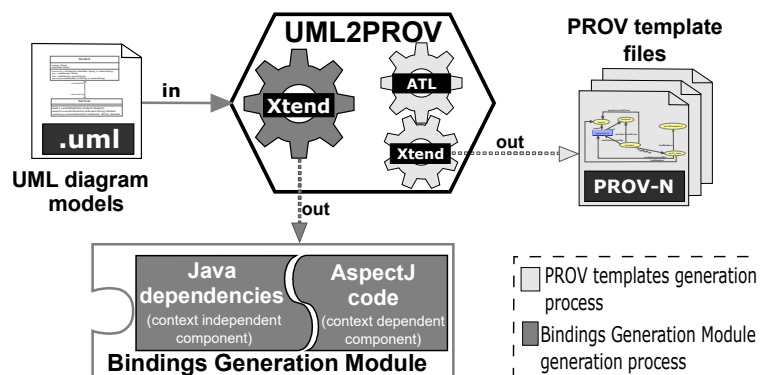 UML2PROV
PROV template
files
in
Xtend
ATL
Xtend
out
.uml
PROV-N
UML diagram
models
out
Java
dependencies
(context independent
component)
AspectJ
code
(context dependent
component)
Bindings Generation Module
PROV templates generation
process
Bindings Generation Module
generation process